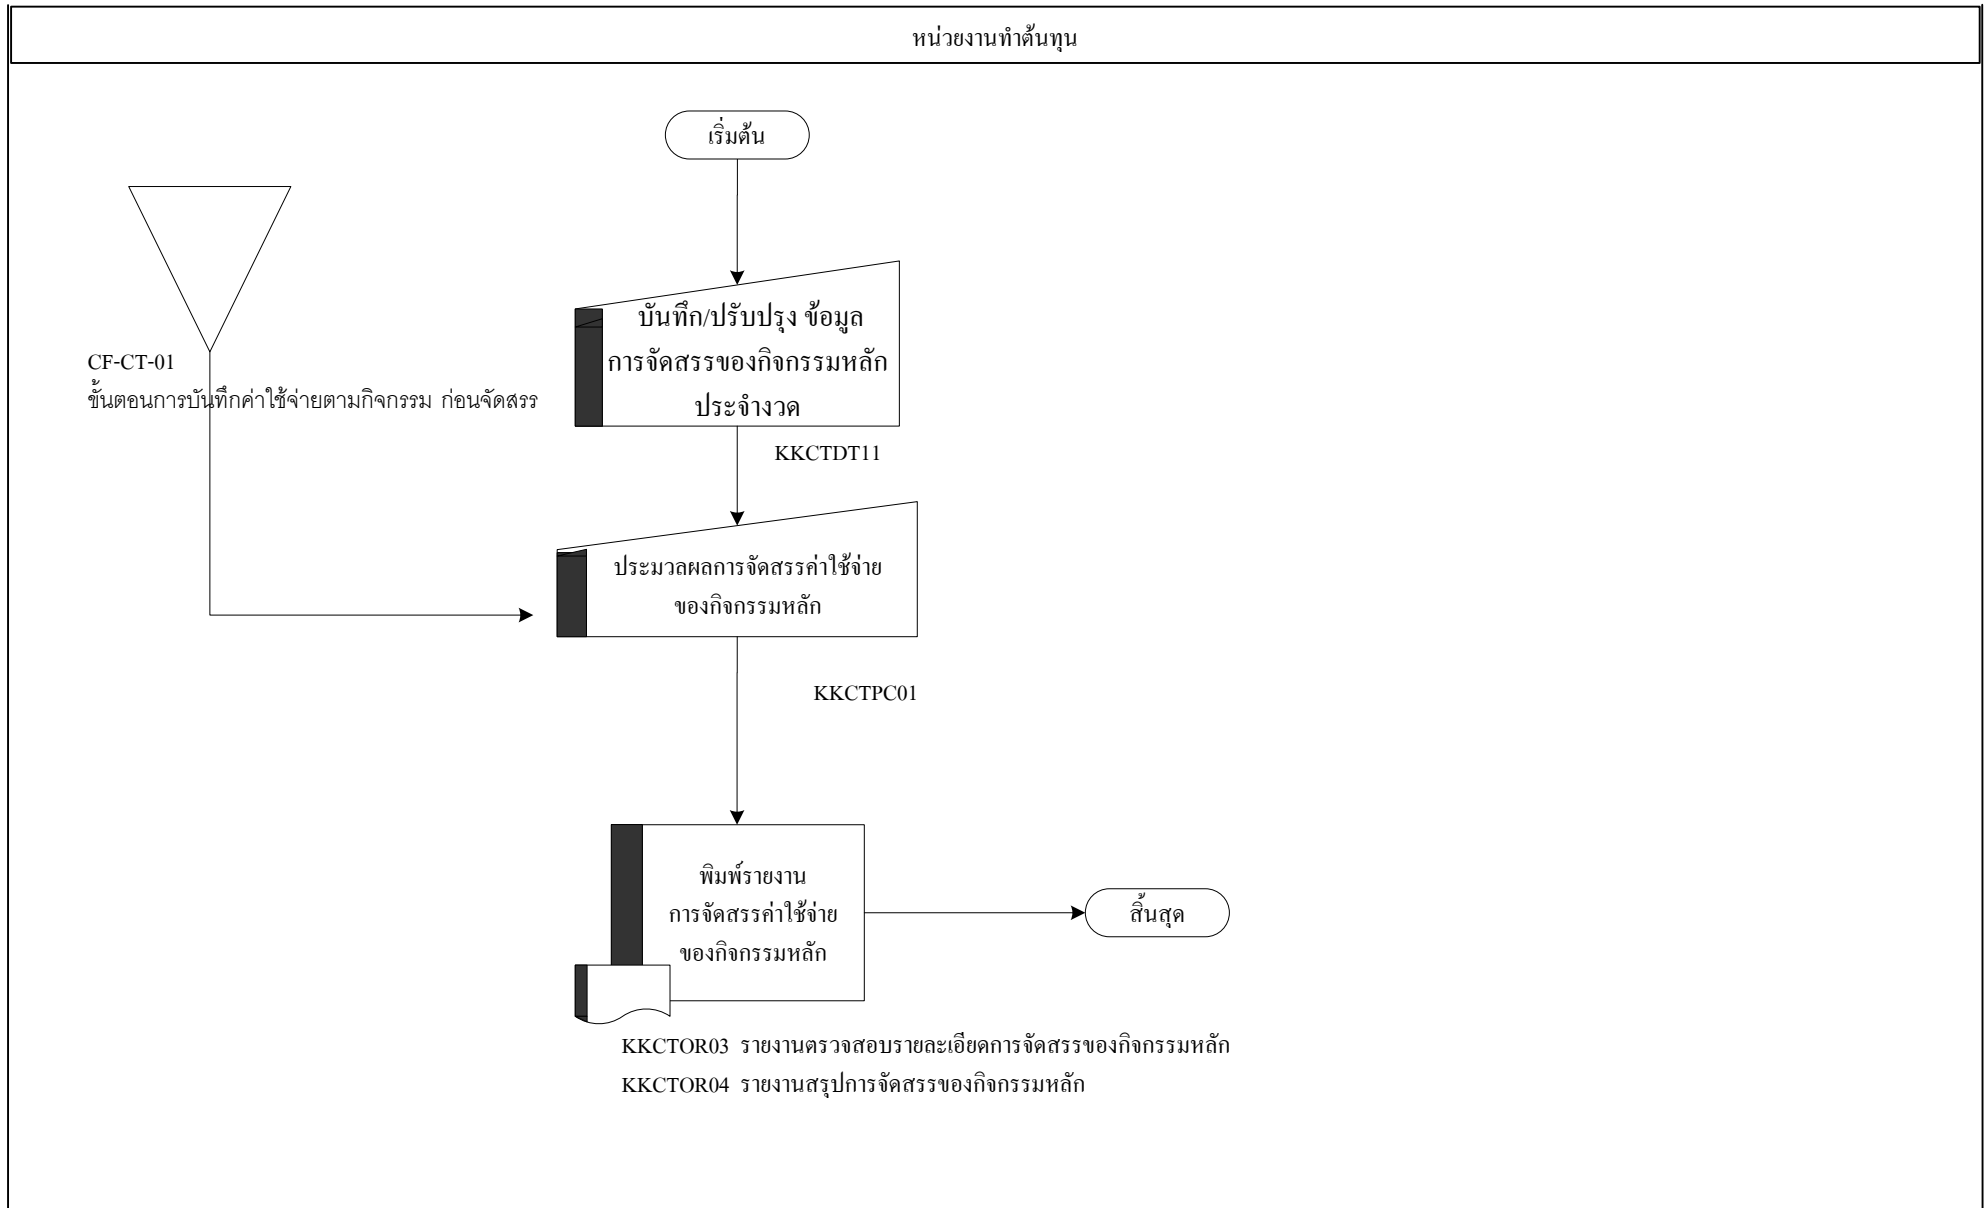 หน่วยงานทำต้นทุน
เริ่มต้น
บันทึก/ปรับปรุง ข้อมูล
การจัดสรรของกิจกรรมหลัก
ประจำงวด
CF-CT-01
ขั้นตอนการบันทึกค่าใช้จ่ายตามกิจกรรม ก่อนจัดสรร
KKCTDT11
ประมวลผลการจัดสรรค่าใช้จ่าย
ของกิจกรรมหลัก
KKCTPC01
พิมพ์รายงาน
การจัดสรรค่าใช้จ่าย
ของกิจกรรมหลัก
สิ้นสุด
KKCTOR03 รายงานตรวจสอบรายละเอียดการจัดสรรของกิจกรรมหลัก
KKCTOR04 รายงานสรุปการจัดสรรของกิจกรรมหลัก